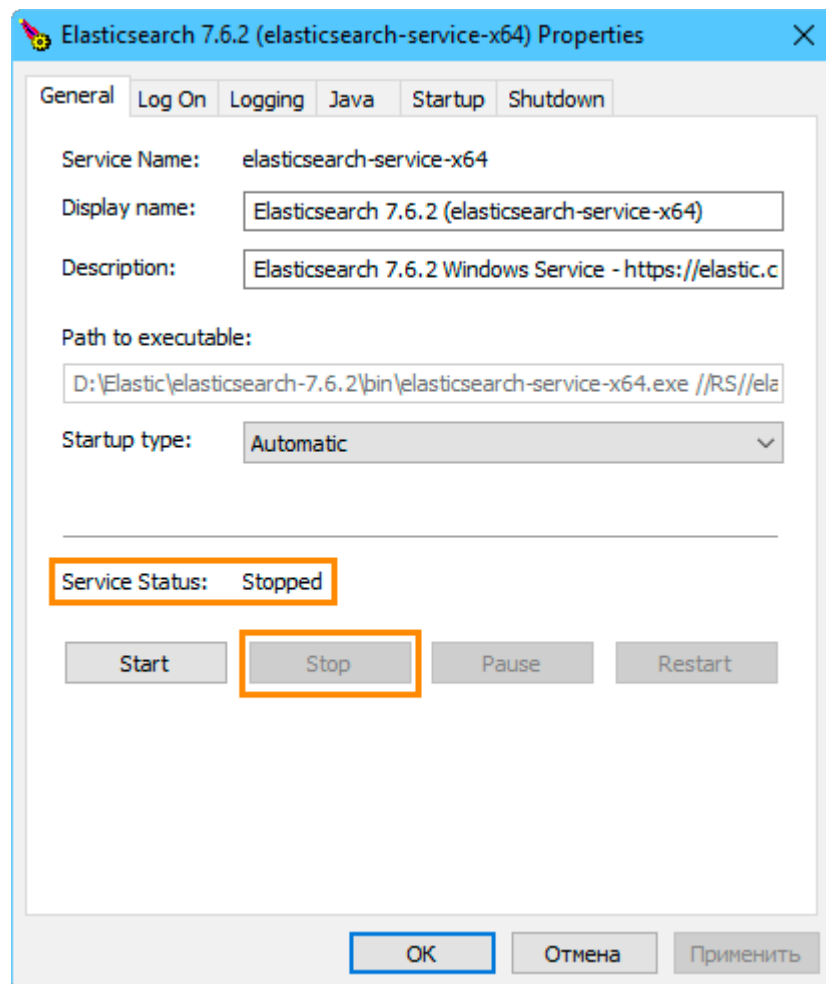 Elasticsearch 7.6.2 (elasticsearch-service-x64) Properties
General Log On Logging Java Startup Shutdown
Service Name: elasticsearch-service-x64
Display name: Elasticsearch 7.6.2 (elasticsearch-service-x64)
Description: Elasticsearch 7.6.2 Windows Service - https://elastic.c
Path to executable:
D:\Elastic\elasticsearch-7.6.2\bin\elasticsearch-service-x64.exe //RS//ela
Startup type: Automatic
Service Status: Stopped
Start Stop Pause Restart
OK Отмена Применить